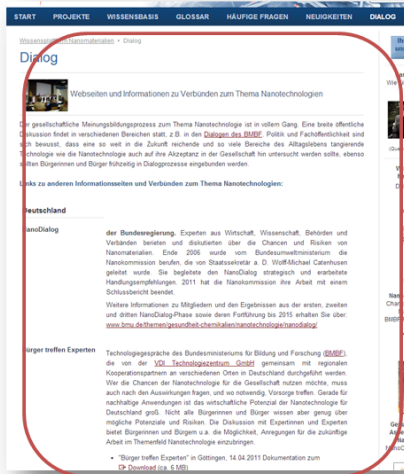 START PROJEKTE WISSENSBASIS GLOSSAR HÄUFIGE FRAGEN NEUIGKEITEN DIALOG
Dialog
Dialog
Webseiten und Informationen zu Verbünden zum Thema Nanotechnologien
Der gesellschaftliche Meinungsbildungsprozess zum Thema Nanotechnologie ist in vollem Gang. Eine breite öffentliche
Diskussion findet in verschiedenen Bereichen statt, z.B. in den Dialogen des BMBF. Politik und Fachöffentlichkeit sind
sich bewusst, dass eine so weit in die Zukunft reichende und so viele Bereiche des Alltagslebens tangierende
Technologie wie die Nanotechnologie auch auf ihre Akzeptanz in der Gesellschaft hin untersucht werden sollte, ebenso
sollten Bürgerinnen und Bürger frühzeitig in Dialogprozesse eingebunden werden.
Links zu anderen Informationsseiten und Verbünden zum Thema Nanotechnologien:
Deutschland
NanoDialog
der Bundesregierung. Experten aus Wirtschaft, Wissenschaft, Behörden und
Verbänden berieten und diskutierten über die Chancen und Risiken von
Nanomaterialien. Ende 2006 wurde vom Bundesumweltministerium die
Nanokommission berufen, die von Staatssekretär a. D. Wolf-Michael Catenhusen
geleitet wurde. Sie begleitete den NanoDialog strategisch und erarbeitete
Handlungsempfehlungen. 2011 hat die Nanokommission ihre Arbeit mit einem
Schlussbericht beendet.
Weitere Informationen zu Mitgliedern und den Ergebnissen aus der ersten, zweiten
und dritten NanoDialog-Phase sowie deren Fortführung bis 2015 erhalten Sie über:
www.bmu.de/themen/gesundheit-chemikalien/nanotechnologie/nanodialog/
Bürger treffen Experten
Technologiegespräche des Bundesministeriums für Bildung und Forschung (BMBF),
die von der VDI Technologiezentrum GmbH gemeinsam mit regionalen
Kooperationspartnern an verschiedenen Orten in Deutschland durchgeführt werden.
Wer die Chancen der Nanotechnologie für die Gesellschaft nutzen möchte, muss
auch nach den Auswirkungen fragen, und wo notwendig, Vorsorge treffen. Gerade für
nachhaltige Anwendungen ist das wirtschaftliche Potenzial der Nanotechnologie für
Deutschland groß. Nicht alle Bürgerinnen und Bürger wissen aber genug über
mögliche Potenziale und Risiken. Die Diskussion mit Expertinnen und Experten
bietet Bürgerinnen und Bürgern u.a. die Möglichkeit, Anregungen für die zukünftige
Arbeit im Themenfeld Nanotechnologie einzubringen.
• "Bürger treffen Experten" in Göttingen, 14.04.2011 Dokumentation zum
Download (ca. 6 MB)